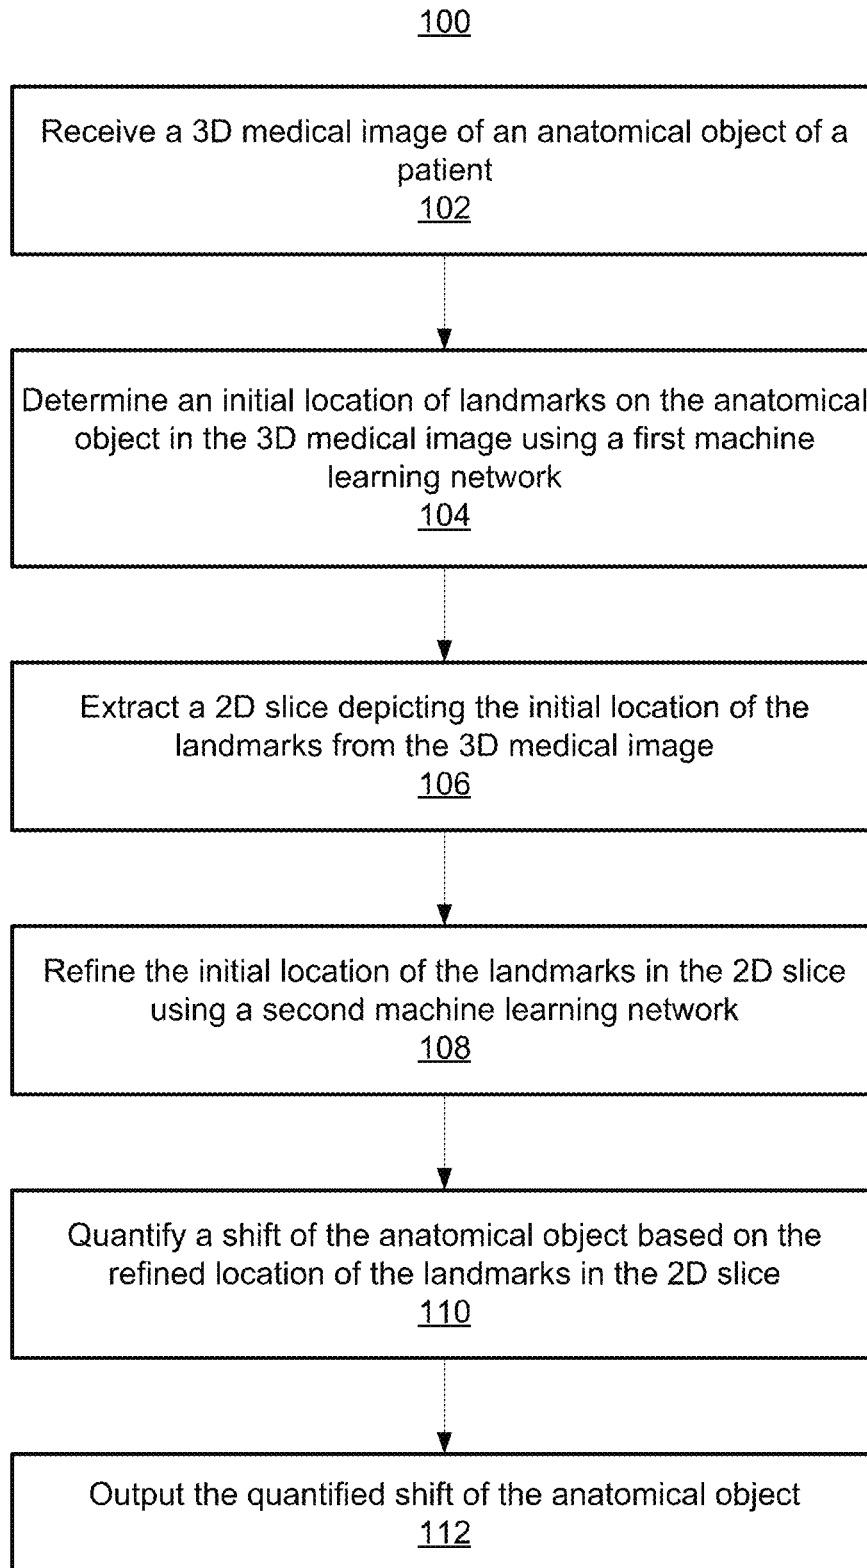 100
Receive a 3D medical image of an anatomical object of a
patient
102
Determine an initial location of landmarks on the anatomical
object in the 3D medical image using a first machine
learning network
104
Extract a 2D slice depicting the initial location of the
landmarks from the 3D medical image
106
Refine the initial location of the landmarks in the 2D slice
using a second machine learning network
108
Quantify a shift of the anatomical object based on the
refined location of the landmarks in the 2D slice
110
Output the quantified shift of the anatomical object
112